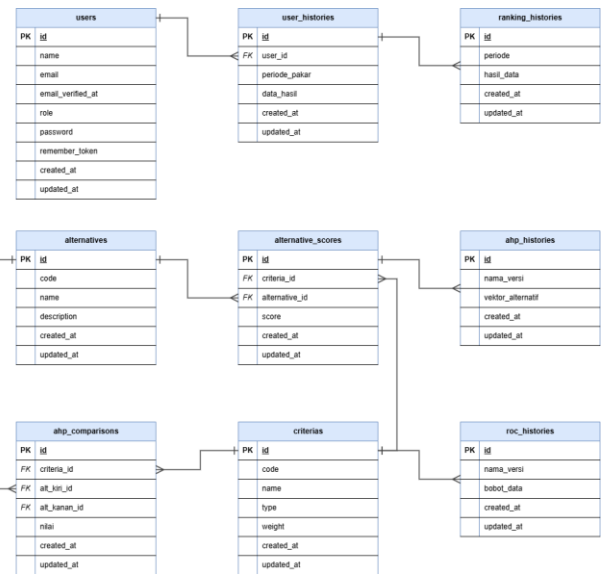 users
PK id
name
email
email_verified_at
role
password
remember_token
created_at
updated_at
user_histories
PK id
FK user_id
periode_pakar
data_hasil
created_at
updated_at
ranking_histories
PK id
periode
hasil_data
created_at
updated_at
alternatives
PK id
code
name
description
created_at
updated_at
alternative_scores
PK id
FK criteria_id
FK alternative_id
score
created_at
updated_at
ahp_histories
PK id
nama_versi
vektor_alternatif
created_at
updated_at
ahp_comparisons
PK id
FK criteria_id
FK alt_kiri_id
FK alt_kanan_id
nilai
created_at
updated_at
criterias
PK id
code
name
type
weight
created_at
updated_at
roc_histories
PK id
nama_versi
bobot_data
created_at
updated_at